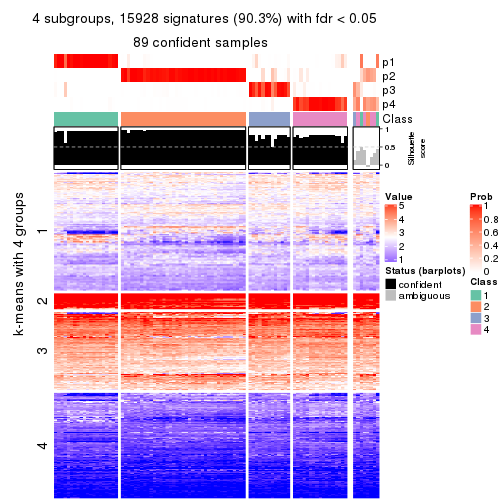 4 subgroups, 15928 signatures (90.3%) with fdr < 0.05
89 confident samples
p1
p2
p3
p4
Class
1
0.5
0
Silhouette
score
k-means with 4 groups
1
2
3
4
Value
5
4
3
2
1
Status (barplots)
confident
ambiguous
Prob
1
0.8
0.6
0.4
0.2
0
Class
1
2
3
4